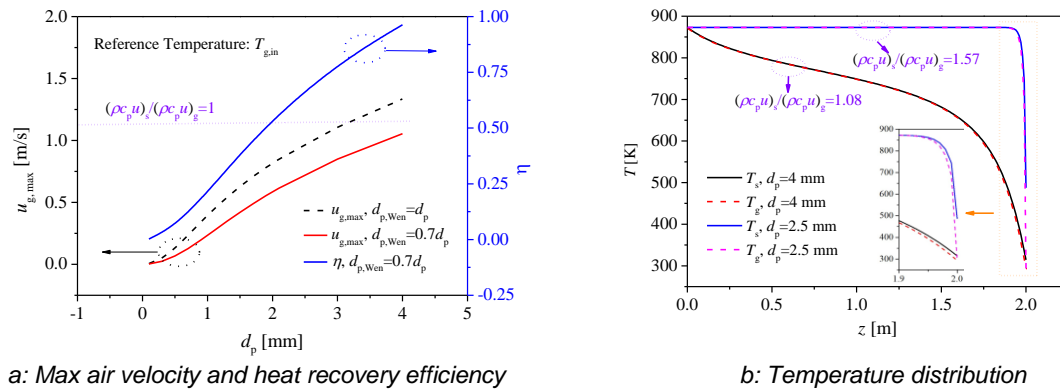 2.0
1.5
1.0
0.5
0.0
u_g,max [m/s]
Reference Temperature: T_g,in
(ρc_p u)_s/(ρc_p u)_g=1
u_g,max, d_p,Wen=d_p
u_g,max, d_p,Wen=0.7d_p
η, d_p,Wen=0.7d_p
1.00
0.75
0.50
0.25
0.00
-0.25
η
-1 0 1 2 3 4 5
d_p [mm]
a: Max air velocity and heat recovery efficiency
900
800
700
600
500
400
300
T [K]
(ρc_p u)_s/(ρc_p u)_g=1.57
(ρc_p u)_s/(ρc_p u)_g=1.08
T_s, d_p=4 mm
T_g, d_p=4 mm
T_s, d_p=2.5 mm
T_g, d_p=2.5 mm
900
800
700
600
500
400
300
1.9 2.0
0.0 0.5 1.0 1.5 2.0
z [m]
b: Temperature distribution